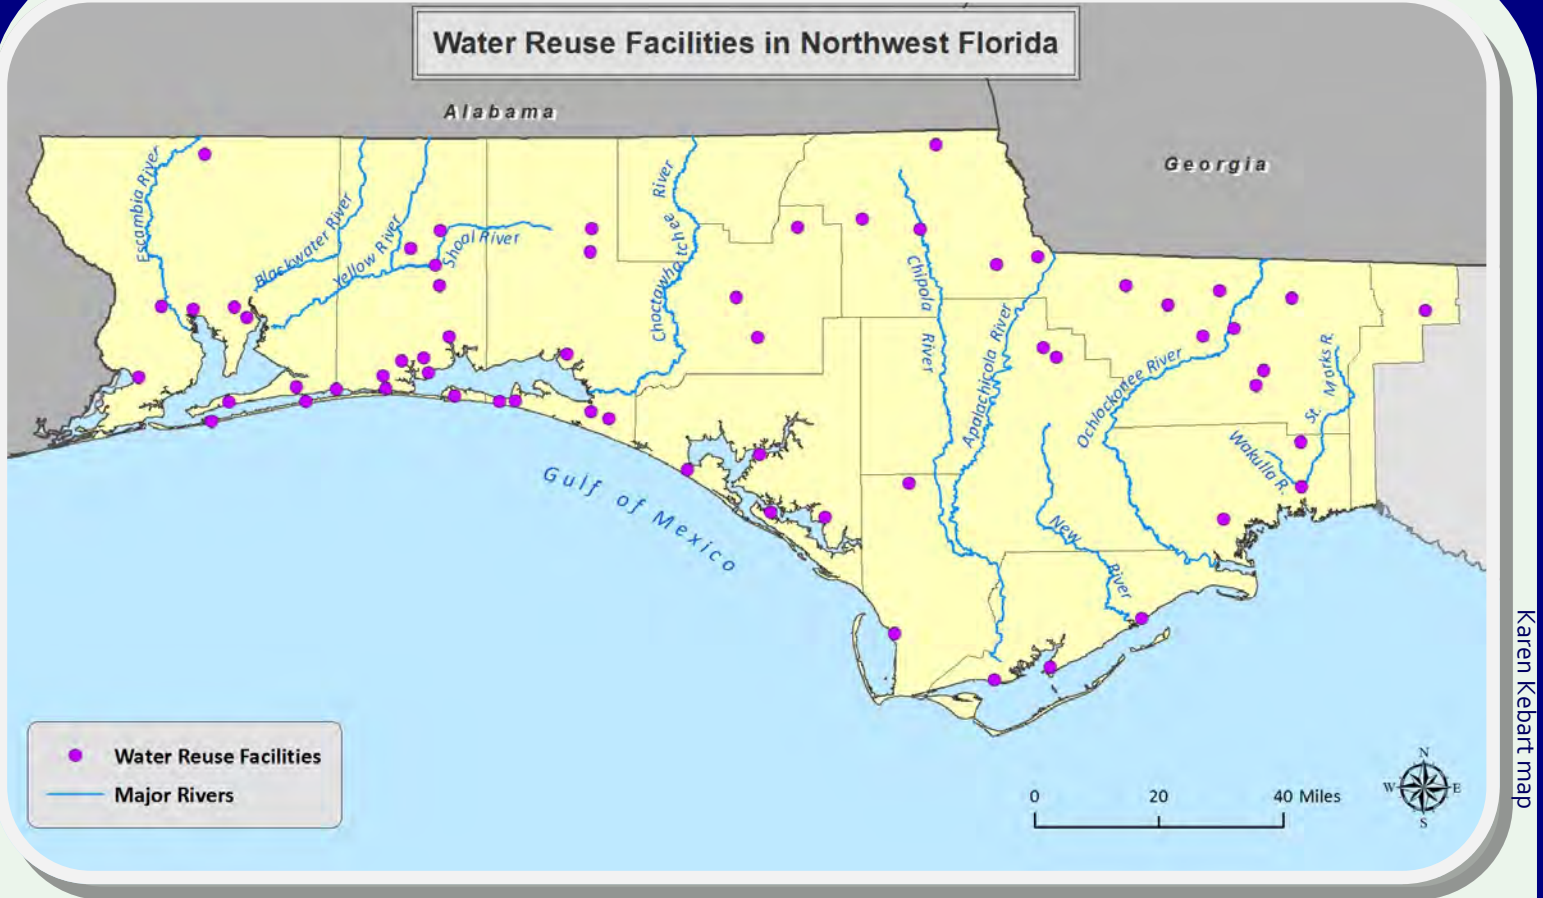 Water Reuse Facilities in Northwest Florida
Alabama
Georgia
Escambia River
Blackwater River
Yellow River
Shoal River
Choctawhatchee River
Chipola River
Apalachicola River
Ochlockonee River
St. Marks R.
Wakulla R.
New River
Gulf of Mexico
Water Reuse Facilities
Major Rivers
0 20 40 Miles
N
W E
S
Karen Kebart map